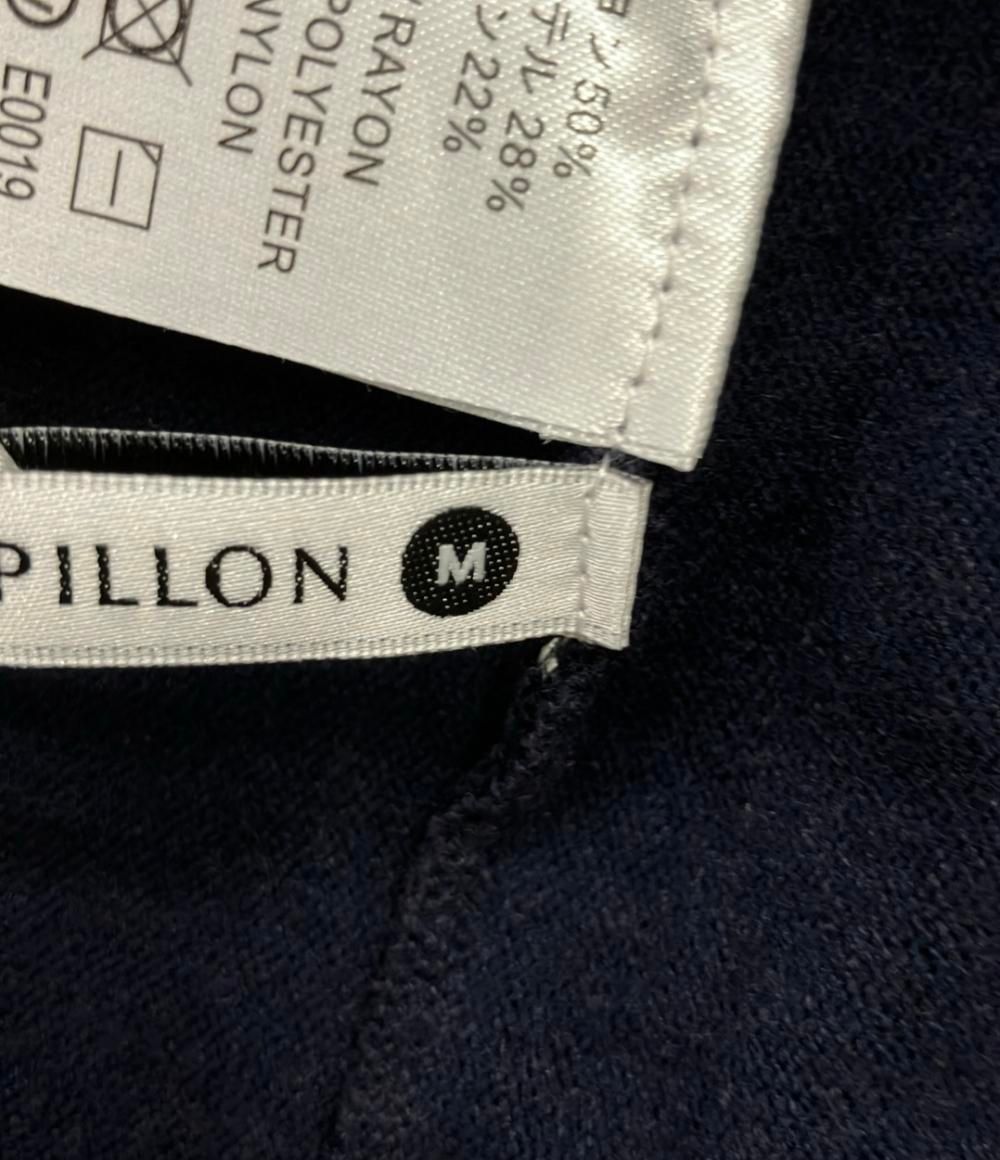 ン50%
テル28%
ン22%
RAYON
POLYESTER
NYLON
E0019
PILLON
M